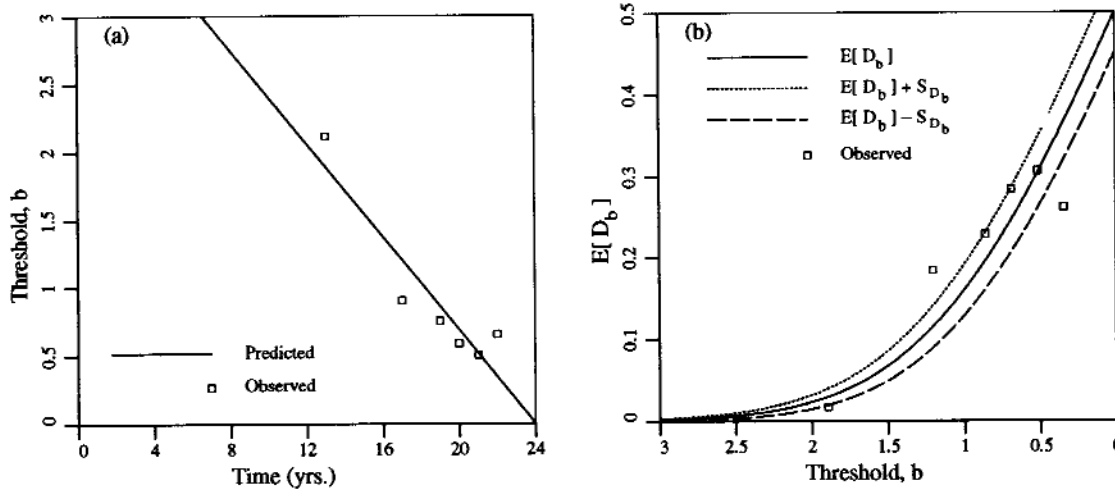 (a)
Threshold, b
3
2.5
2
1.5
1
0.5
0
Predicted
Observed
0 4 8 12 16 20 24
Time (yrs.)
(b)
E[ D_b ]
0.5
0.4
0.3
0.2
0.1
0
E[ D_b ]
E[ D_b ] + S_D_b
E[ D_b ] − S_D_b
Observed
3 2.5 2 1.5 1 0.5 0
Threshold, b